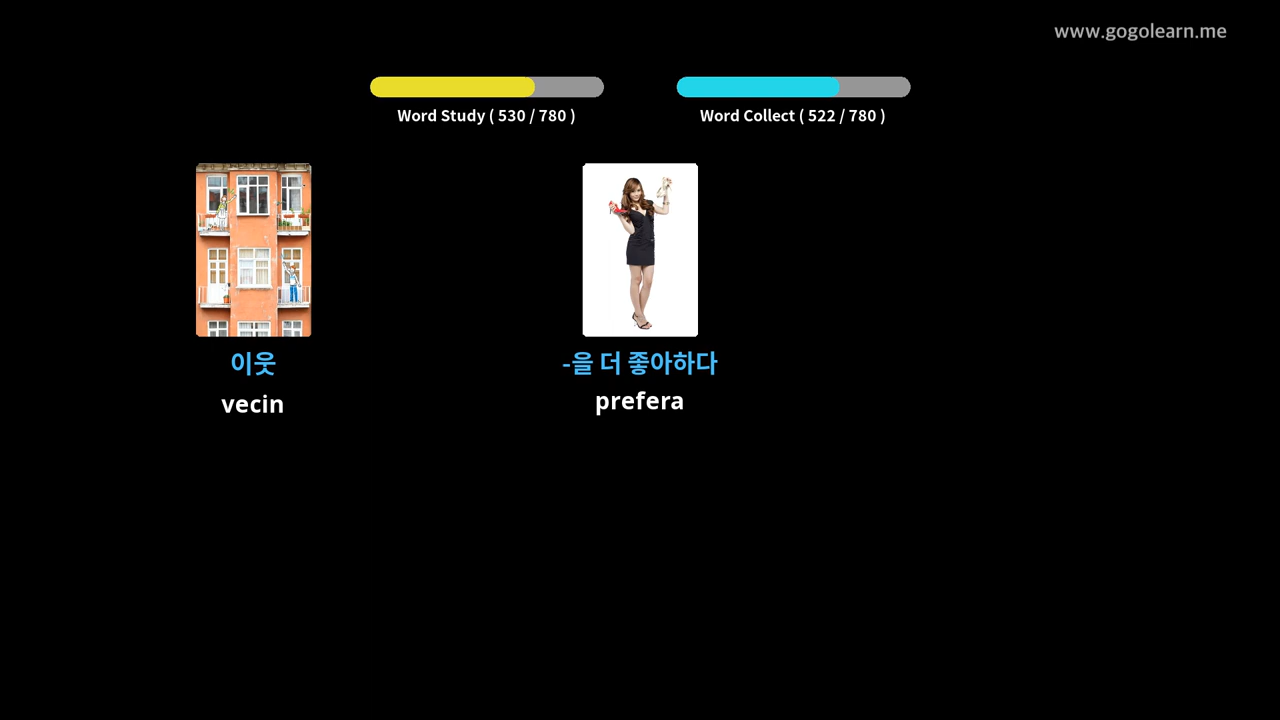 www.gogolearn.me
Word Study ( 530 / 780 )
Word Collect ( 522 / 780 )
이웃
vecin
-을 더 좋아하다
prefera